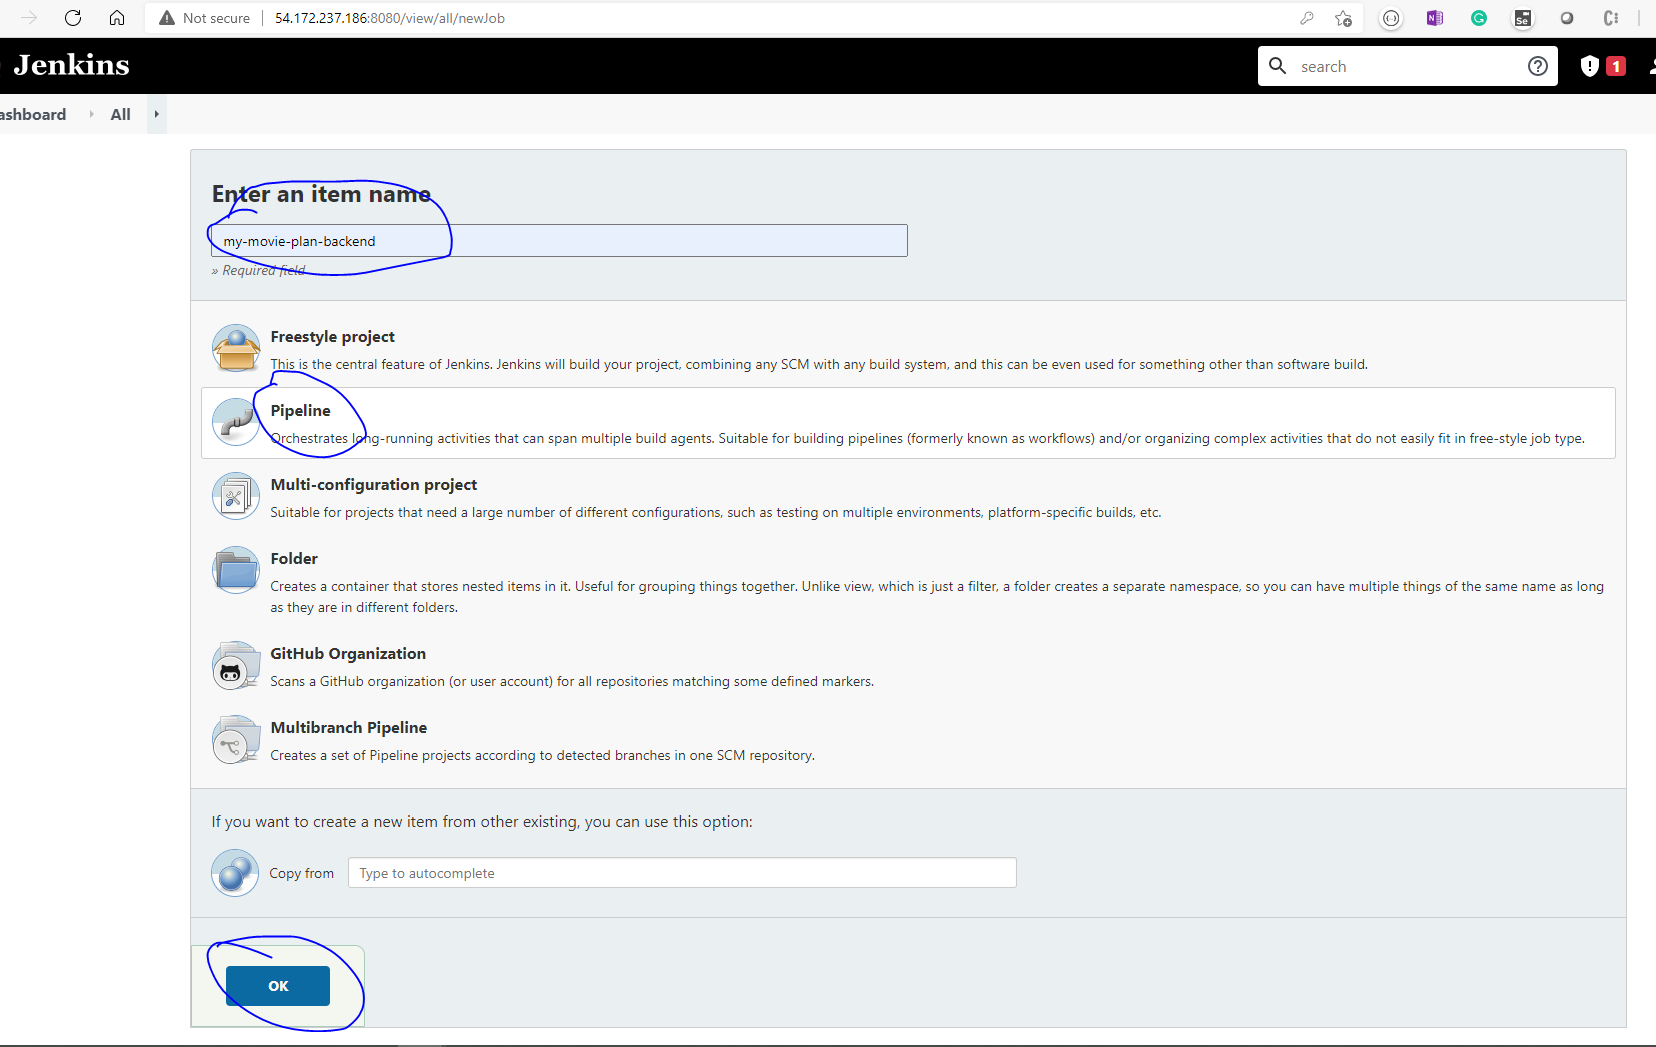 Not secure
54.172.237.186:8080/view/all/newJob
Jenkins
search
1
ashboard
All
Enter an item name
my-movie-plan-backend
» Required field
Freestyle project
This is the central feature of Jenkins. Jenkins will build your project, combining any SCM with any build system, and this can be even used for something other than software build.
Pipeline
Orchestrates long-running activities that can span multiple build agents. Suitable for building pipelines (formerly known as workflows) and/or organizing complex activities that do not easily fit in free-style job type.
Multi-configuration project
Suitable for projects that need a large number of different configurations, such as testing on multiple environments, platform-specific builds, etc.
Folder
Creates a container that stores nested items in it. Useful for grouping things together. Unlike view, which is just a filter, a folder creates a separate namespace, so you can have multiple things of the same name as long
as they are in different folders.
GitHub Organization
Scans a GitHub organization (or user account) for all repositories matching some defined markers.
Multibranch Pipeline
Creates a set of Pipeline projects according to detected branches in one SCM repository.
If you want to create a new item from other existing, you can use this option:
Copy from
Type to autocomplete
OK